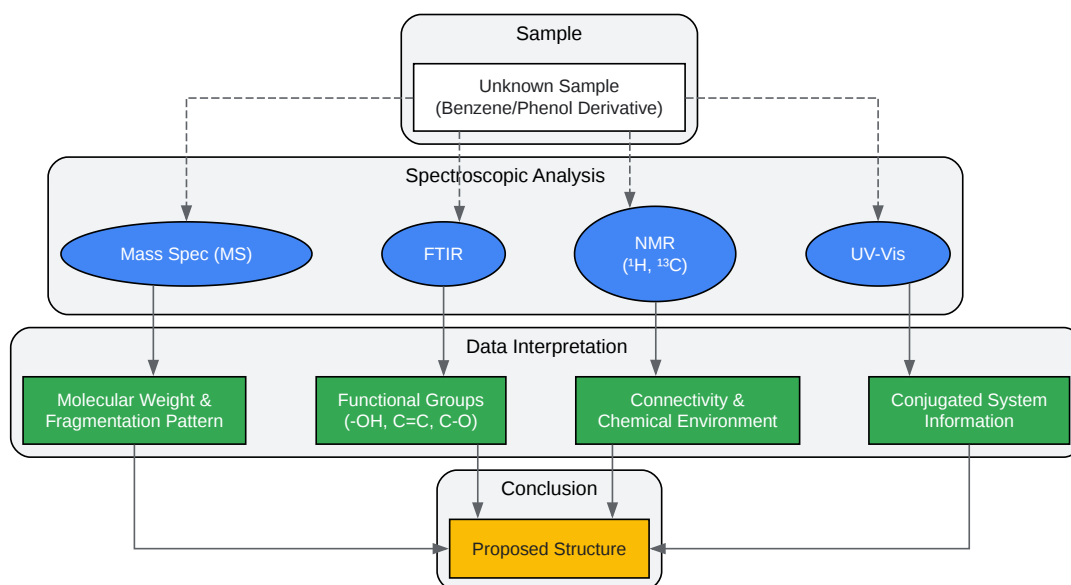 Sample
Unknown Sample
(Benzene/Phenol Derivative)
Spectroscopic Analysis
Mass Spec (MS)
FTIR
NMR
(¹H, ¹³C)
UV-Vis
Data Interpretation
Molecular Weight &
Fragmentation Pattern
Functional Groups
(-OH, C=C, C-O)
Connectivity &
Chemical Environment
Conjugated System
Information
Conclusion
Proposed Structure